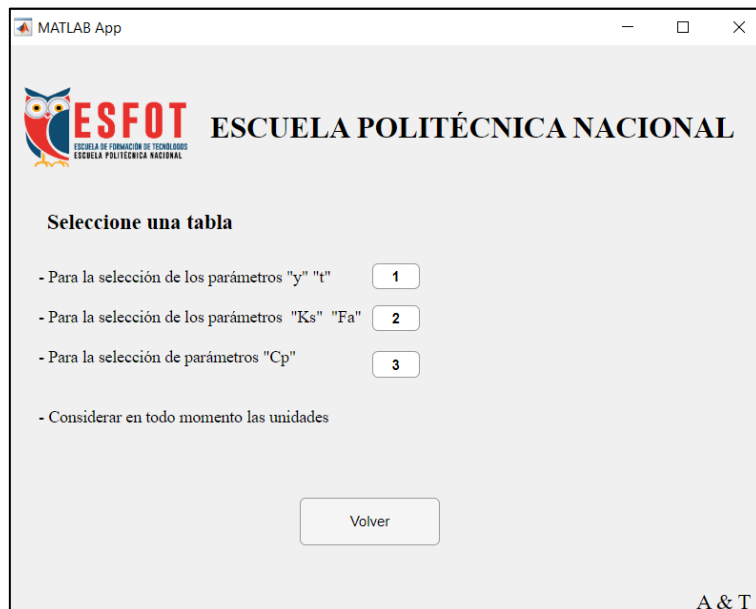 MATLAB App
ESFOT
ESCUELA DE FORMACIÓN DE TECNÓLOGOS
ESCUELA POLITÉCNICA NACIONAL
ESCUELA POLITÉCNICA NACIONAL
Seleccione una tabla
- Para la selección de los parámetros "y" "t" 1
- Para la selección de los parámetros "Ks" "Fa" 2
- Para la selección de parámetros "Cp" 3
- Considerar en todo momento las unidades
Volver
A & T